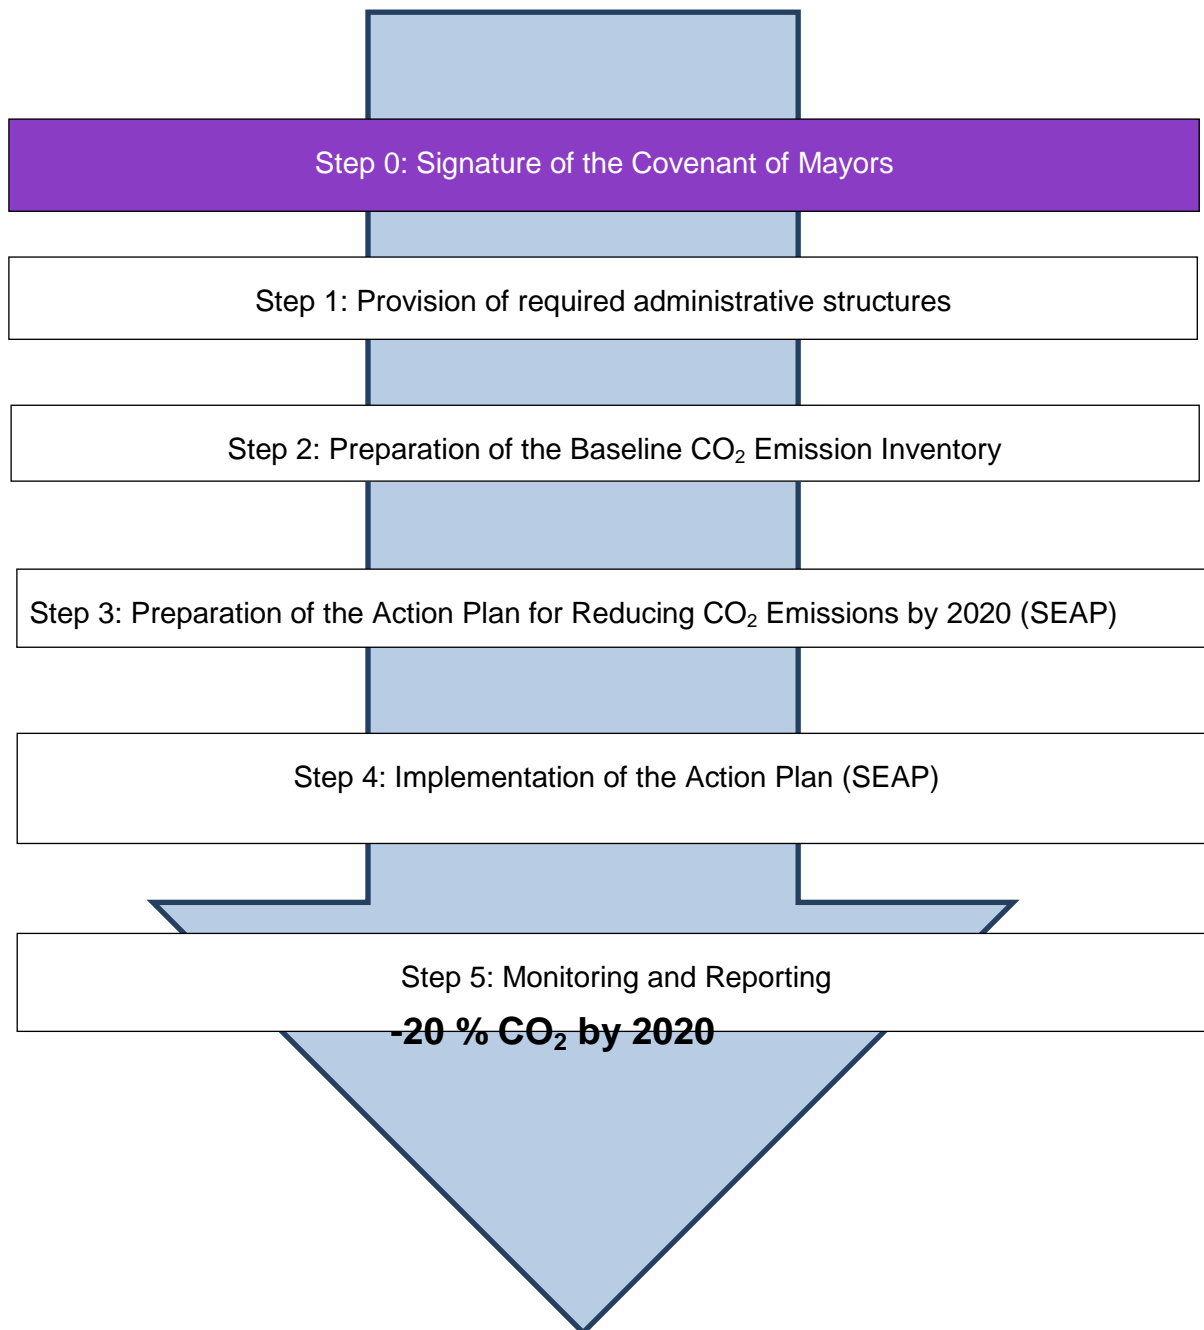 Step 0: Signature of the Covenant of Mayors
Step 1: Provision of required administrative structures
Step 2: Preparation of the Baseline CO₂ Emission Inventory
Step 3: Preparation of the Action Plan for Reducing CO₂ Emissions by 2020 (SEAP)
Step 4: Implementation of the Action Plan (SEAP)
Step 5: Monitoring and Reporting
-20 % CO₂ by 2020